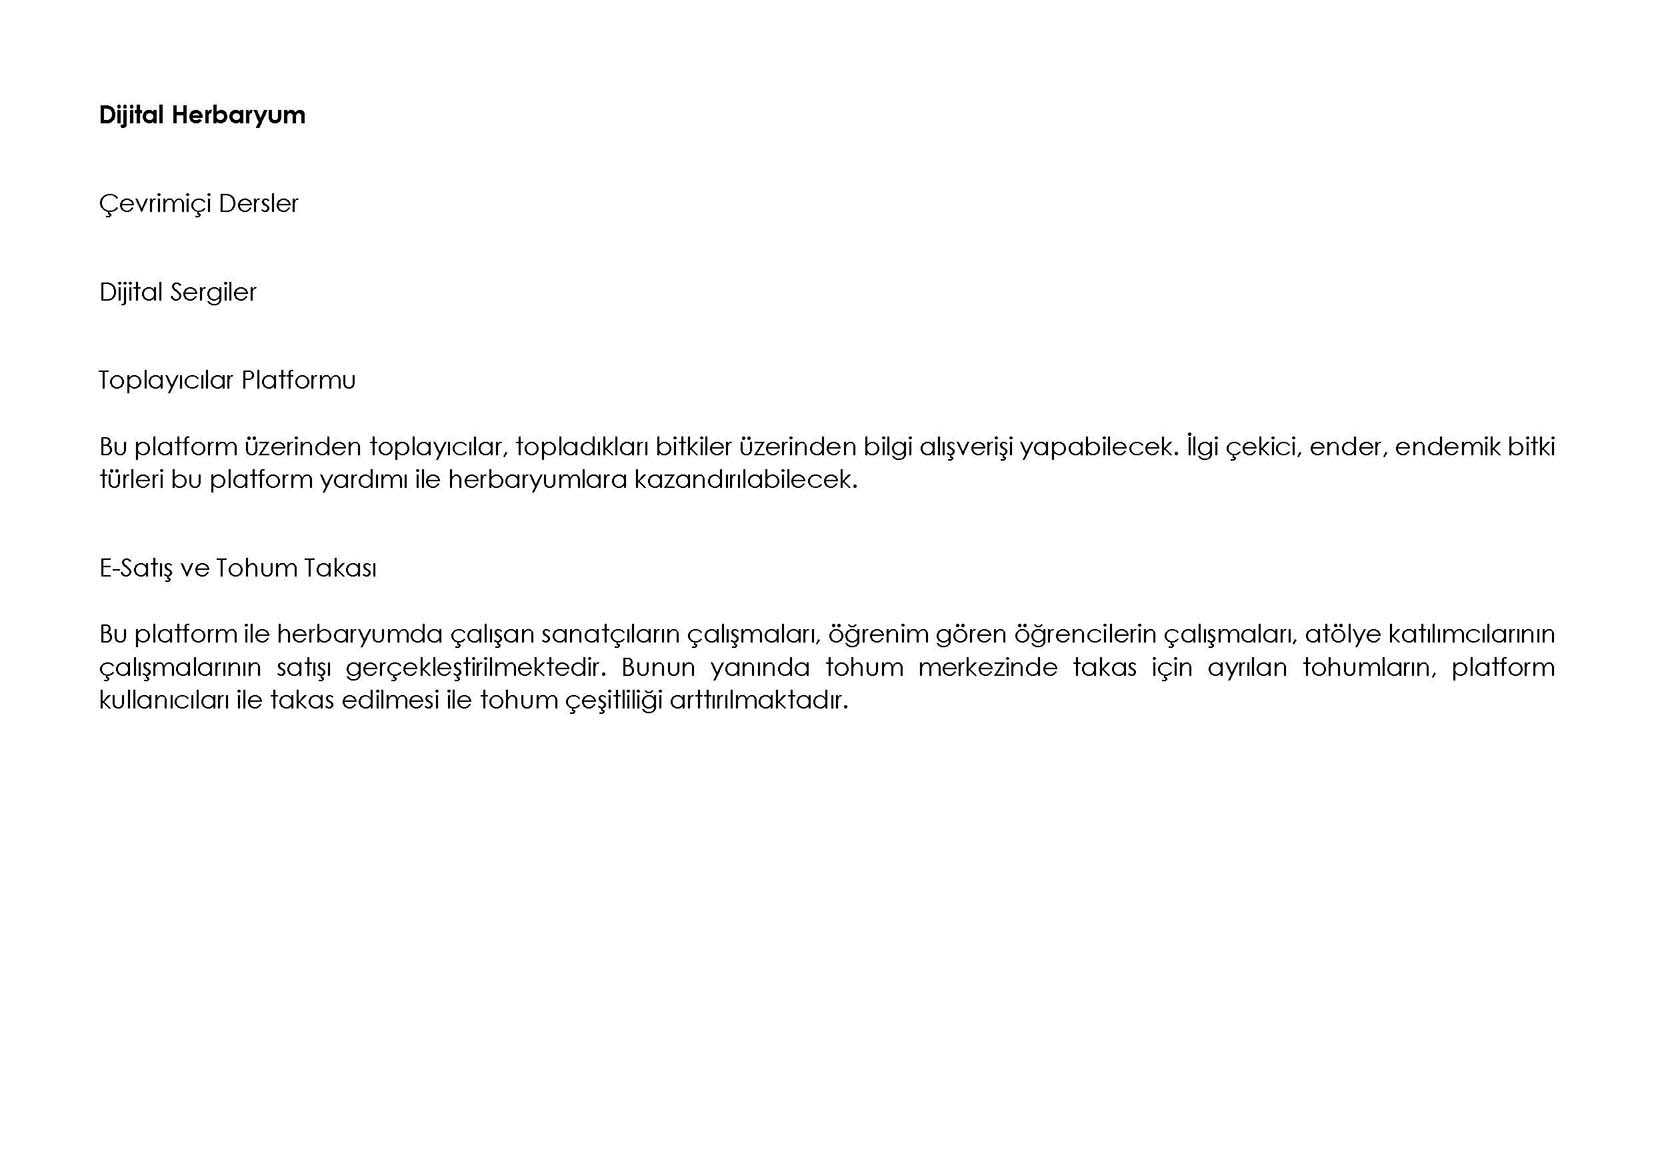 Dijital Herbaryum
Çevrimiçi Dersler
Dijital Sergiler
Toplayıcılar Platformu
Bu platform üzerinden toplayıcılar, topladıkları bitkiler üzerinden bilgi alışverişi yapabilecek. İlgi çekici, ender, endemik bitki
türleri bu platform yardımı ile herbaryumlara kazandırılabilecek.
E-Satış ve Tohum Takası
Bu platform ile herbaryumda çalışan sanatçıların çalışmaları, öğrenim gören öğrencilerin çalışmaları, atölye katılımcılarının
çalışmalarının satışı gerçekleştirilmektedir. Bunun yanında tohum merkezinde takas için ayrılan tohumların, platform
kullanıcıları ile takas edilmesi ile tohum çeşitliliği arttırılmaktadır.